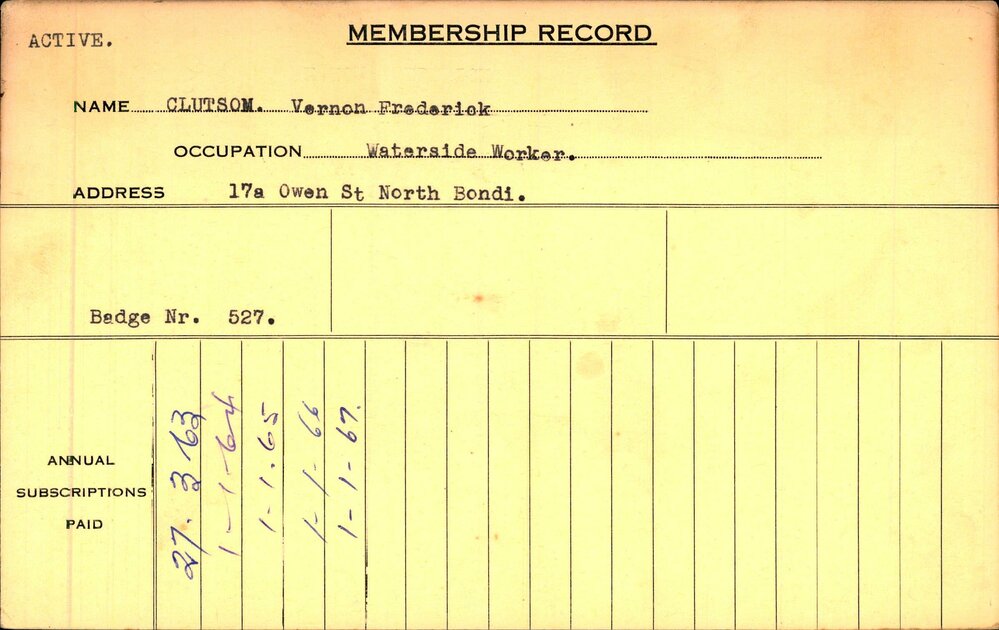 ACTIVE.
MEMBERSHIP RECORD
NAME CLUTSOM. Vernon Frederick
OCCUPATION Waterside Worker.
ADDRESS 17a Owen St North Bondi.
Badge Nr. 527.
ANNUAL
SUBSCRIPTIONS
PAID
27. 3 63
1-1-64
1-1.65
1-1-66
1-1-67.